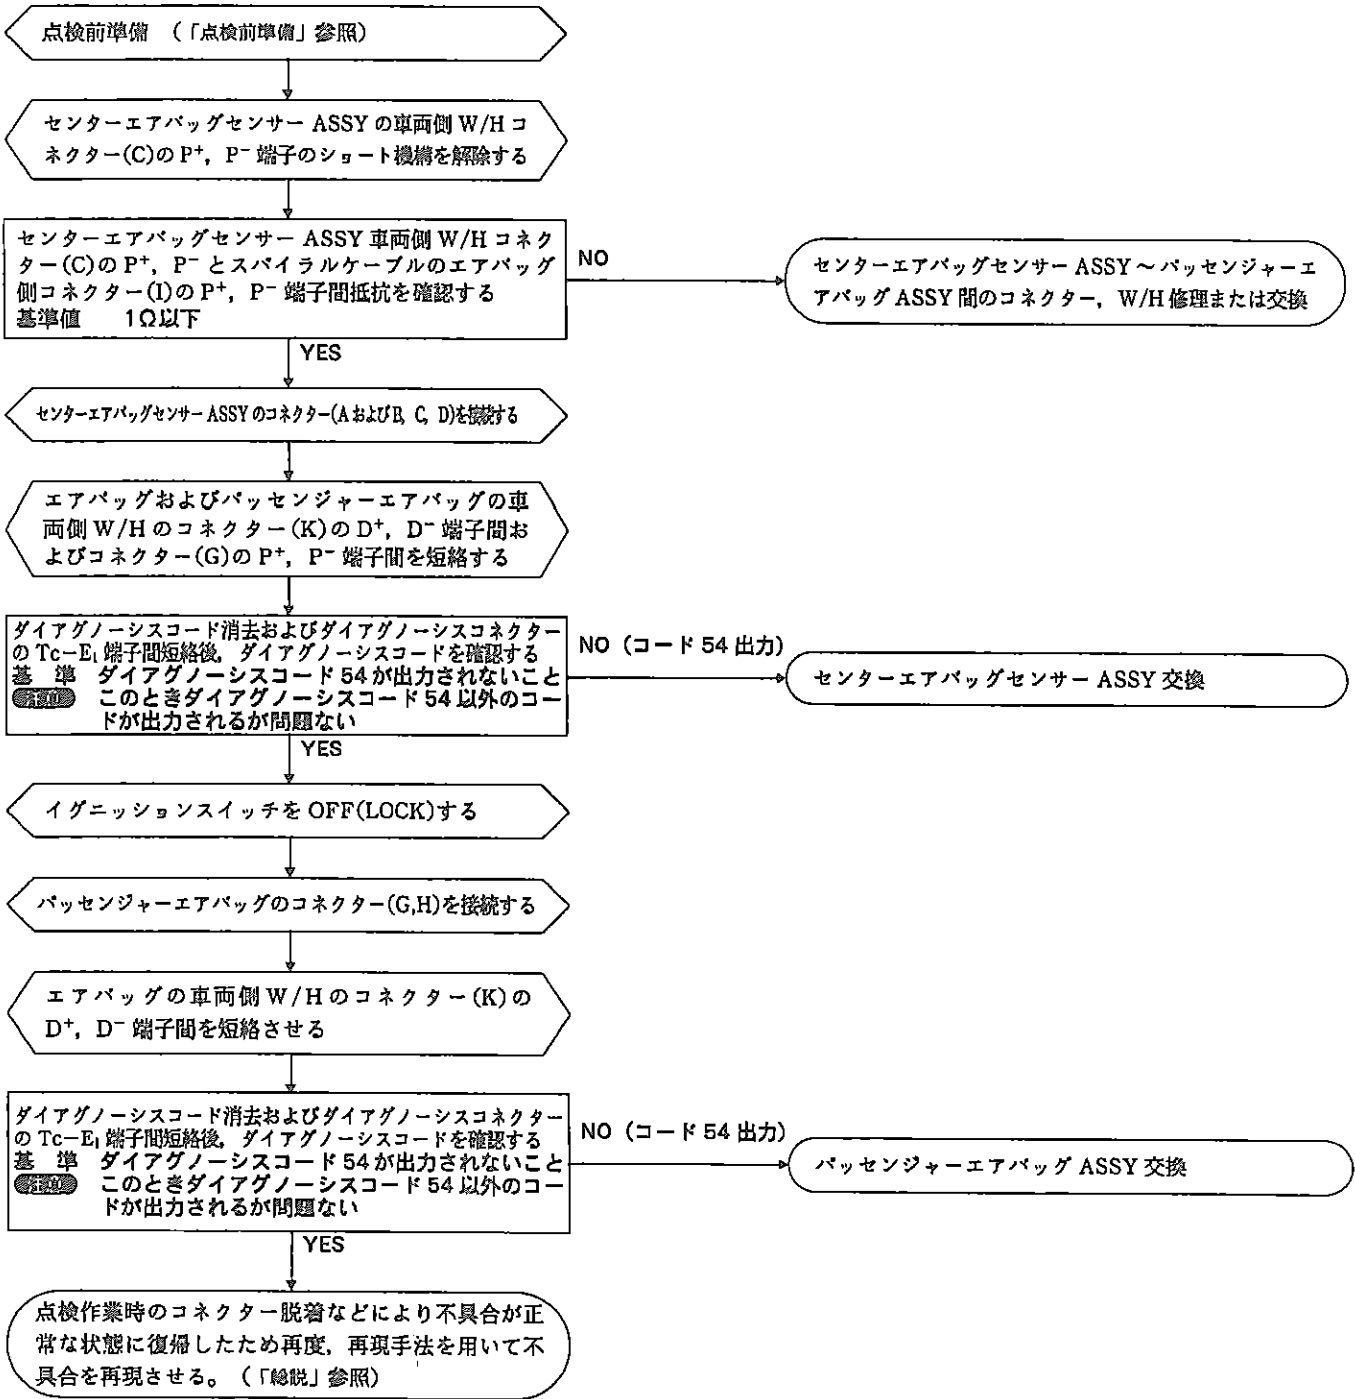 点検前準備 (「点検前準備」参照)
センターエアバッグセンサー ASSY の車両側 W/H コ
ネクター(C)の P⁺, P⁻ 端子のショート機構を解除する
センターエアバッグセンサー ASSY 車両側 W/H コネク
ター(C)の P⁺, P⁻ とスパイラルケーブルのエアバッグ
側コネクター(I)の P⁺, P⁻ 端子間抵抗を確認する
基準値 1Ω以下
NO
センターエアバッグセンサー ASSY～パッセンジャーエ
アバッグ ASSY 間のコネクター, W/H 修理または交換
YES
センターエアバッグセンサー ASSY のコネクター(A および B, C, D)を接続する
エアバッグおよびパッセンジャーエアバッグの車
両側 W/H のコネクター(K)の D⁺, D⁻ 端子間お
よびコネクター(G)の P⁺, P⁻ 端子間を短絡する
ダイアグノーシスコード消去およびダイアグノーシスコネクター
の Tc−E₁ 端子間短絡後, ダイアグノーシスコードを確認する
基 準 ダイアグノーシスコード 54 が出力されないこと
注意 このときダイアグノーシスコード 54 以外のコー
ドが出力されるが問題ない
NO (コード 54 出力)
センターエアバッグセンサー ASSY 交換
YES
イグニッションスイッチを OFF(LOCK)する
パッセンジャーエアバッグのコネクター(G,H)を接続する
エアバッグの車両側 W/H のコネクター(K)の
D⁺, D⁻ 端子間を短絡させる
ダイアグノーシスコード消去およびダイアグノーシスコネクター
の Tc−E₁ 端子間短絡後, ダイアグノーシスコードを確認する
基 準 ダイアグノーシスコード 54 が出力されないこと
注意 このときダイアグノーシスコード 54 以外のコー
ドが出力されるが問題ない
NO (コード 54 出力)
パッセンジャーエアバッグ ASSY 交換
YES
点検作業時のコネクター脱着などにより不具合が正
常な状態に復帰したため再度, 再現手法を用いて不
具合を再現させる。 (「総説」参照)